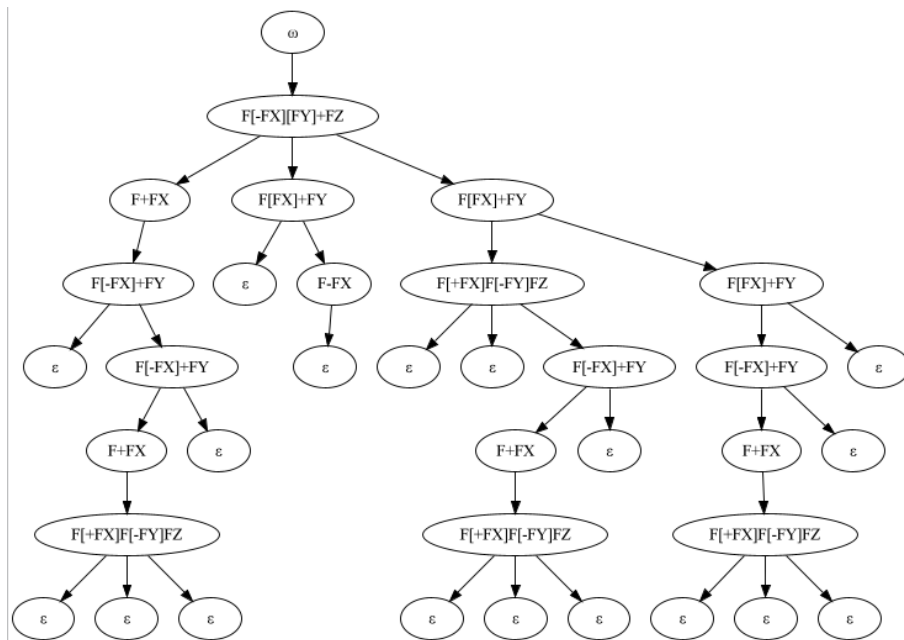 ω
F[-FX][FY]+FZ
F+FX F[FX]+FY F[FX]+FY
F[-FX]+FY ε F-FX F[+FX]F[-FY]FZ F[FX]+FY
ε F[-FX]+FY ε ε ε F[-FX]+FY F[-FX]+FY ε
F+FX ε F+FX ε F+FX ε
F[+FX]F[-FY]FZ F[+FX]F[-FY]FZ F[+FX]F[-FY]FZ
ε ε ε ε ε ε ε ε ε